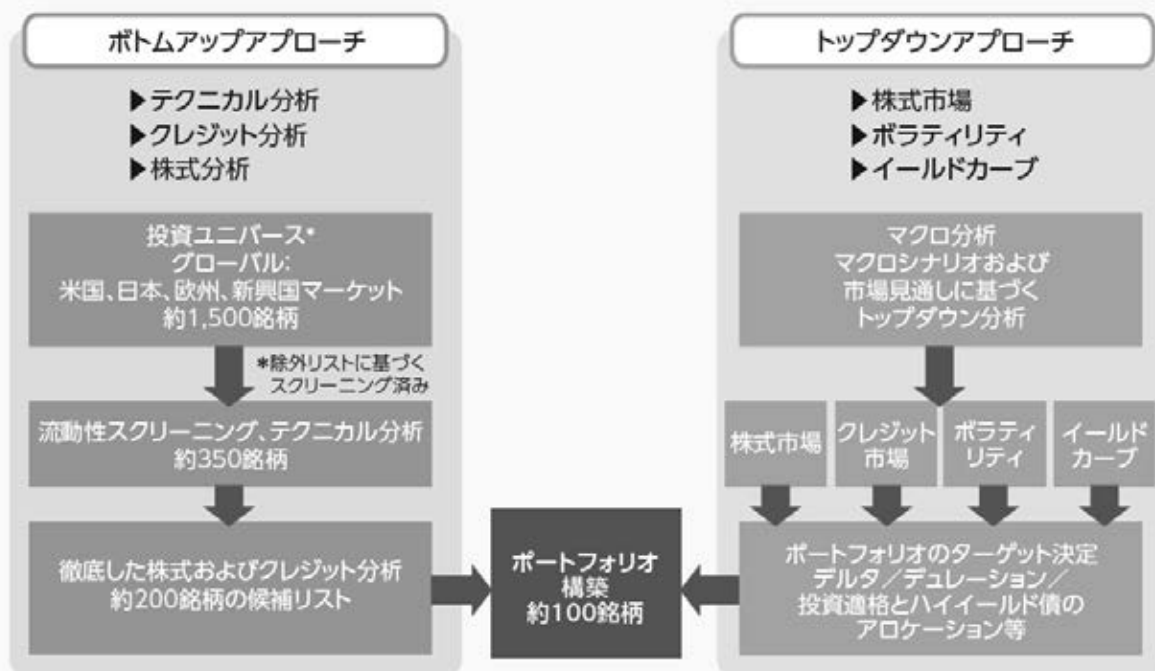 ボトムアップアプローチ
▶テクニカル分析
▶クレジット分析
▶株式分析
投資ユニバース*
グローバル:
米国、日本、欧州、新興国マーケット
約1,500銘柄
*除外リストに基づく
スクリーニング済み
流動性スクリーニング、テクニカル分析
約350銘柄
徹底した株式およびクレジット分析
約200銘柄の候補リスト
ポートフォリオ
構築
約100銘柄
トップダウンアプローチ
▶株式市場
▶ボラティリティ
▶イールドカーブ
マクロ分析
マクロシナリオおよび
市場見通しに基づく
トップダウン分析
株式市場
クレジット
市場
ボラティ
リティ
イールド
カーブ
ポートフォリオのターゲット決定
デルタ／デュレーション／
投資適格とハイイールド債の
アロケーション等